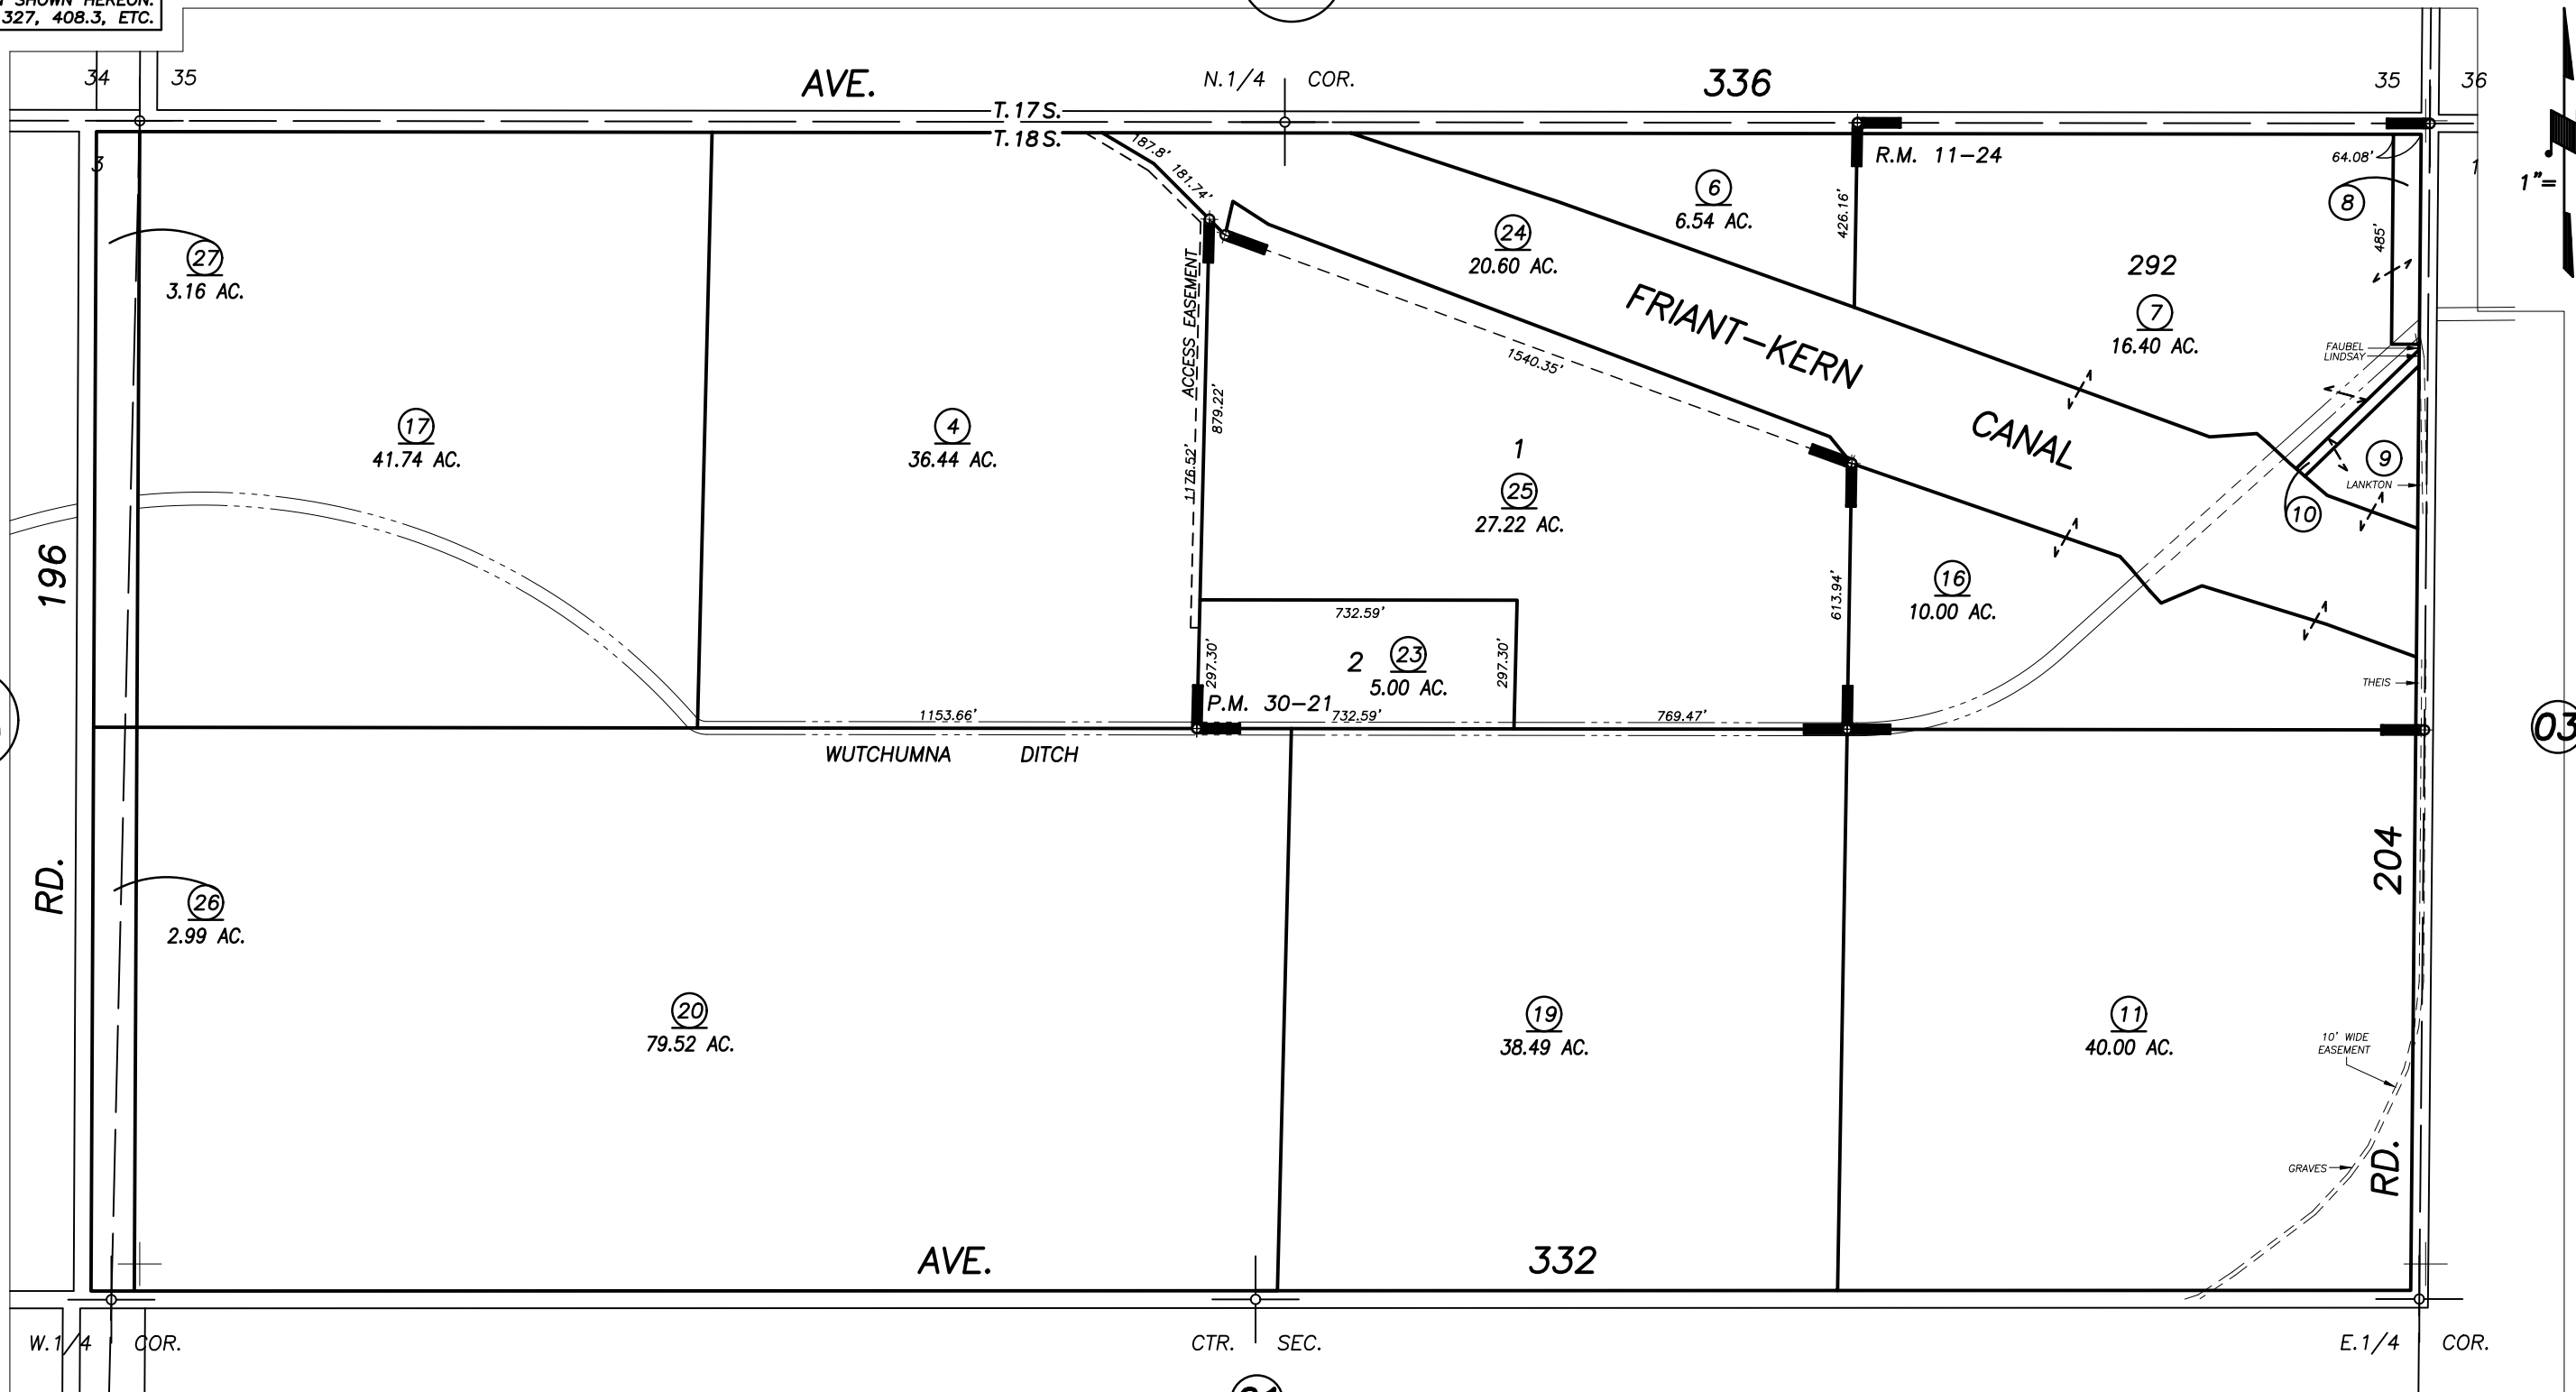 SHOWN HEREON.
327, 408.3, ETC.
34
35
AVE.
N.1/4 COR.
336
35
36
T.17S.
T.18S.
3
187.8'
181.74'
R.M. 11-24
64.08'
1
1"=
6
6.54 AC.
8
426.16'
24
20.60 AC.
485'
27
3.16 AC.
292
7
16.40 AC.
ACCESS EASEMENT
FRIANT-KERN
CANAL
1540.35'
FAUBEL
LINDSAY
879.22'
17
41.74 AC.
4
36.44 AC.
1
25
27.22 AC.
1176.52'
9
LANKTON
10
196
RD.
16
10.00 AC.
613.94'
732.59'
297.30'
2
23
5.00 AC.
297.30'
THEIS
P.M. 30-21
1153.66'
732.59'
769.47'
03
WUTCHUMNA DITCH
204
RD.
26
2.99 AC.
20
79.52 AC.
19
38.49 AC.
11
40.00 AC.
10' WIDE
EASEMENT
GRAVES
AVE.
332
W.1/4 COR.
CTR. SEC.
E.1/4 COR.